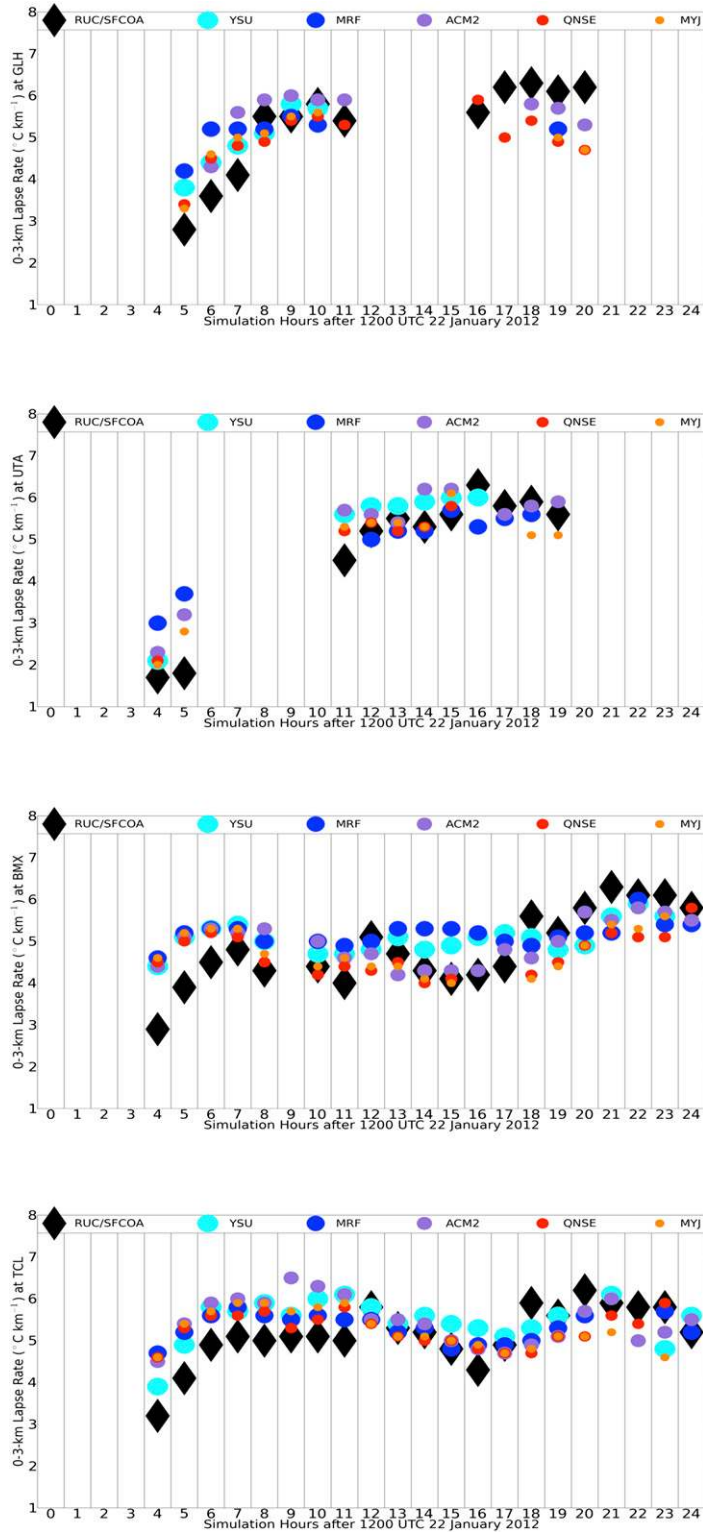 8
RUC/SFCOA YSU MRF ACM2 QNSE MYJ
7
6
5
4
3
2
1
0-3-km Lapse Rate (°C km⁻¹) at GLH
0 1 2 3 4 5 6 7 8 9 10 11 12 13 14 15 16 17 18 19 20 21 22 23 24
Simulation Hours after 1200 UTC 22 January 2012
8
RUC/SFCOA YSU MRF ACM2 QNSE MYJ
7
6
5
4
3
2
1
0-3-km Lapse Rate (°C km⁻¹) at UTA
0 1 2 3 4 5 6 7 8 9 10 11 12 13 14 15 16 17 18 19 20 21 22 23 24
Simulation Hours after 1200 UTC 22 January 2012
8
RUC/SFCOA YSU MRF ACM2 QNSE MYJ
7
6
5
4
3
2
1
0-3-km Lapse Rate (°C km⁻¹) at BMX
0 1 2 3 4 5 6 7 8 9 10 11 12 13 14 15 16 17 18 19 20 21 22 23 24
Simulation Hours after 1200 UTC 22 January 2012
8
RUC/SFCOA YSU MRF ACM2 QNSE MYJ
7
6
5
4
3
2
1
0-3-km Lapse Rate (°C km⁻¹) at TCL
0 1 2 3 4 5 6 7 8 9 10 11 12 13 14 15 16 17 18 19 20 21 22 23 24
Simulation Hours after 1200 UTC 22 January 2012